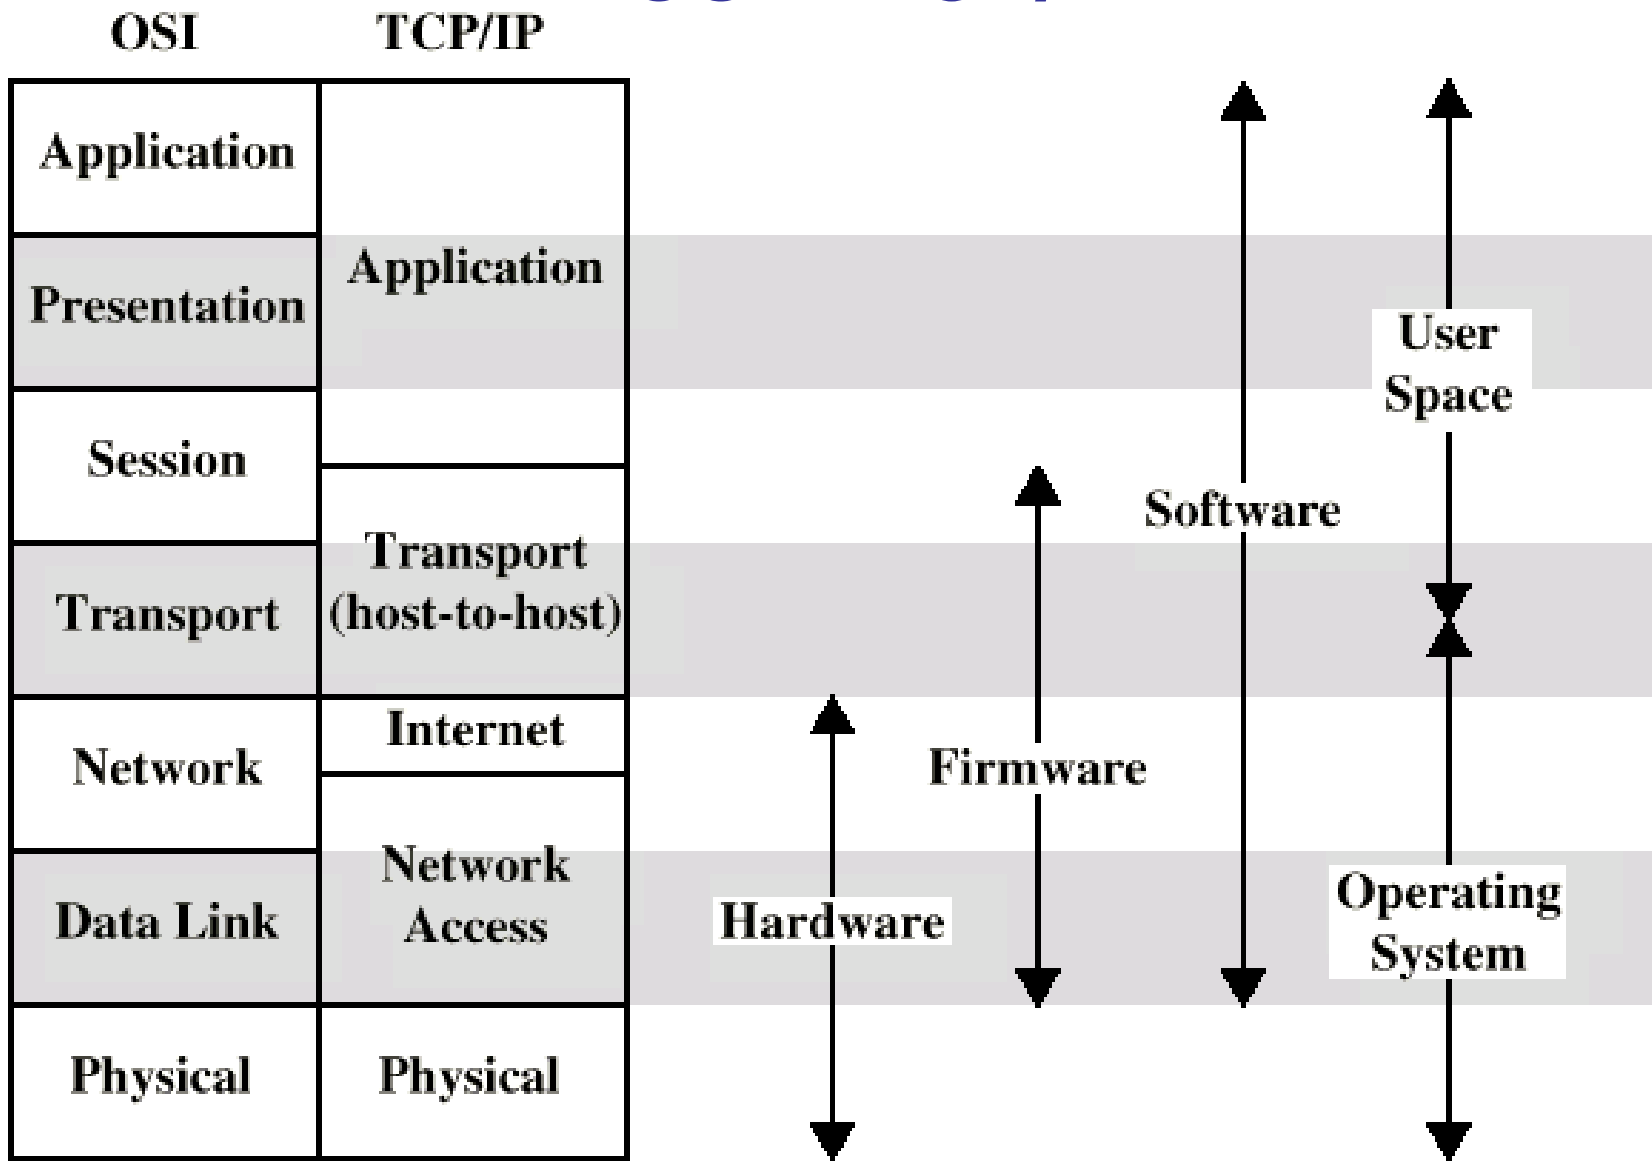 OSI
TCP/IP
Application
Presentation
Session
Transport
Network
Data Link
Physical
Application
Transport
(host-to-host)
Internet
Network
Access
Physical
Hardware
Firmware
Software
User
Space
Operating
System